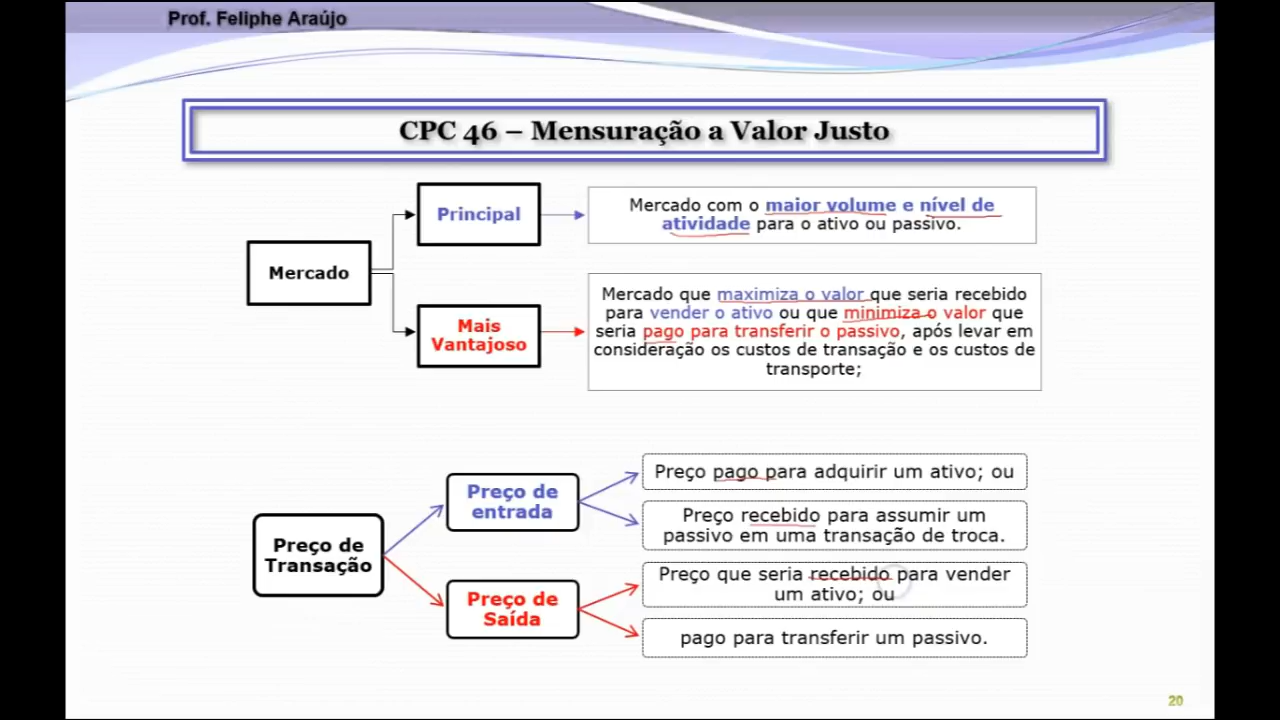 Prof. Feliphe Araújo
CPC 46 – Mensuração a Valor Justo
Mercado
Principal
Mercado com o maior volume e nível de
atividade para o ativo ou passivo.
Mais
Vantajoso
Mercado que maximiza o valor que seria recebido
para vender o ativo ou que minimiza o valor que
seria pago para transferir o passivo, após levar em
consideração os custos de transação e os custos de
transporte;
Preço de
Transação
Preço de
entrada
Preço pago para adquirir um ativo; ou
Preço recebido para assumir um
passivo em uma transação de troca.
Preço de
Saída
Preço que seria recebido para vender
um ativo; ou
pago para transferir um passivo.
20